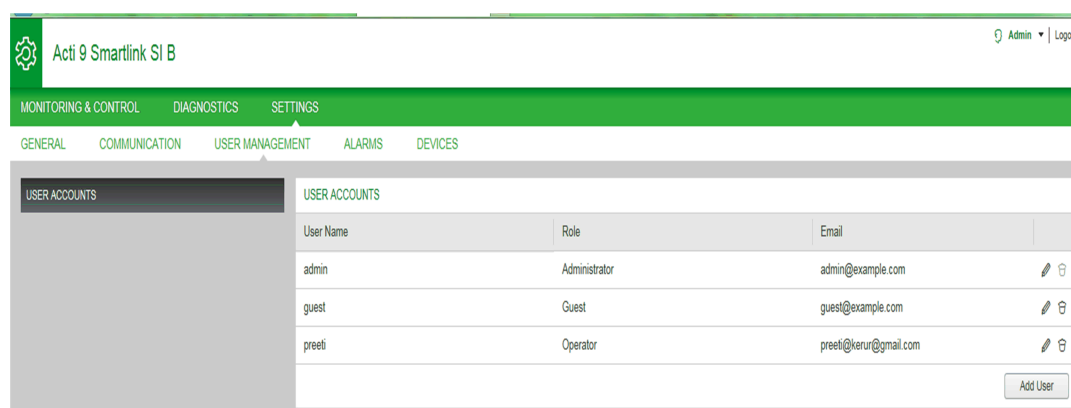 Acti 9 Smartlink SI B
Admin | Logo
MONITORING & CONTROL DIAGNOSTICS SETTINGS
GENERAL COMMUNICATION USER MANAGEMENT ALARMS DEVICES
USER ACCOUNTS
USER ACCOUNTS
User Name Role Email
admin Administrator admin@example.com
guest Guest guest@example.com
preeti Operator preeti@kerur@gmail.com
Add User